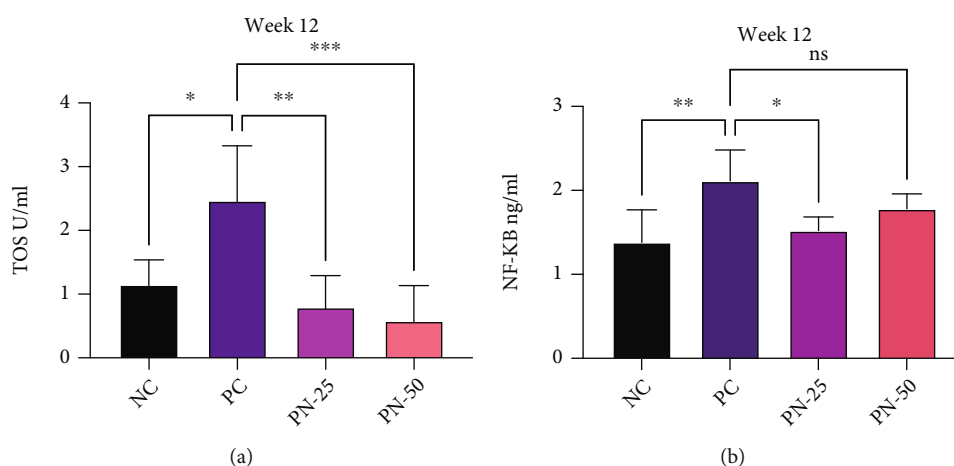 Week 12
***
*
**
4
3
2
1
0
TOS U/ml
NC
PC
PN-25
PN-50
(a)
Week 12
ns
**
*
3
2
1
0
NF-KB ng/ml
NC
PC
PN-25
PN-50
(b)